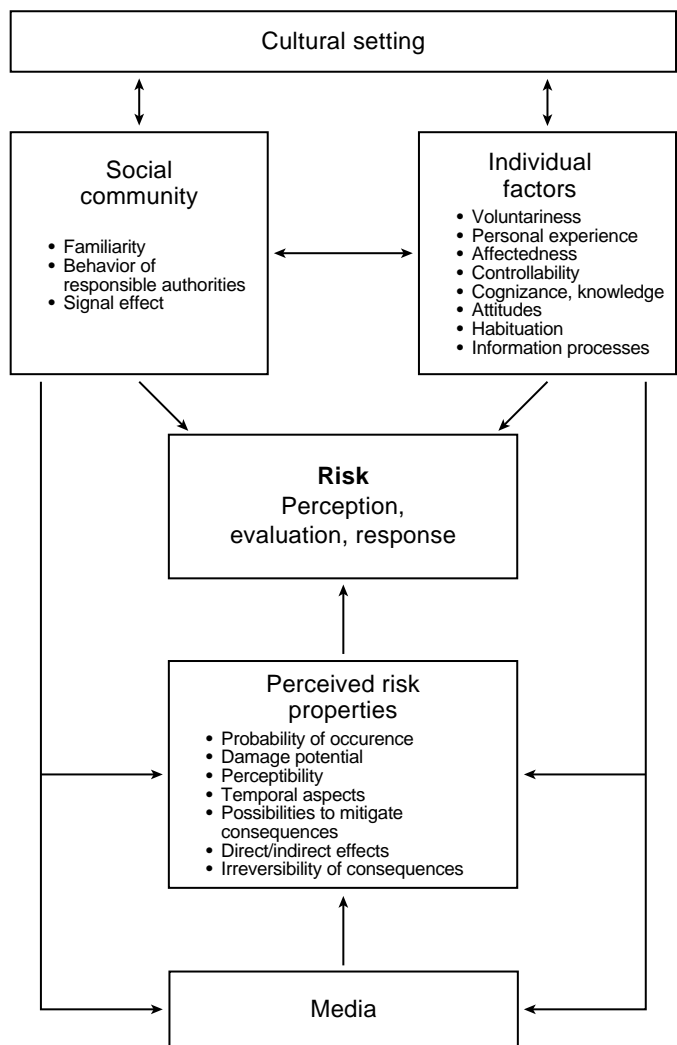 Cultural setting
Social
community
• Familiarity
• Behavior of
responsible authorities
• Signal effect
Individual
factors
• Voluntariness
• Personal experience
• Affectedness
• Controllability
• Cognizance, knowledge
• Attitudes
• Habituation
• Information processes
Risk
Perception,
evaluation, response
Perceived risk
properties
• Probability of occurence
• Damage potential
• Perceptibility
• Temporal aspects
• Possibilities to mitigate
consequences
• Direct/indirect effects
• Irreversibility of consequences
Media